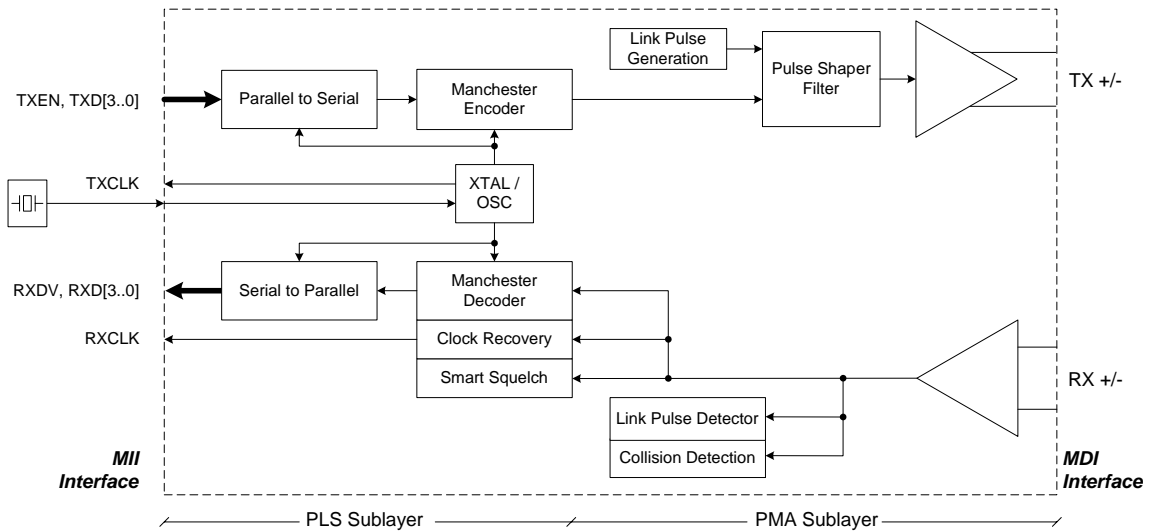 Link Pulse
Generation
Pulse Shaper
Filter
TX +/-
TXEN, TXD[3..0]
Parallel to Serial
Manchester
Encoder
TXCLK
XTAL /
OSC
RXDV, RXD[3..0]
Serial to Parallel
Manchester
Decoder
RXCLK
Clock Recovery
Smart Squelch
RX +/-
Link Pulse Detector
Collision Detection
MII
Interface
MDI
Interface
PLS Sublayer
PMA Sublayer